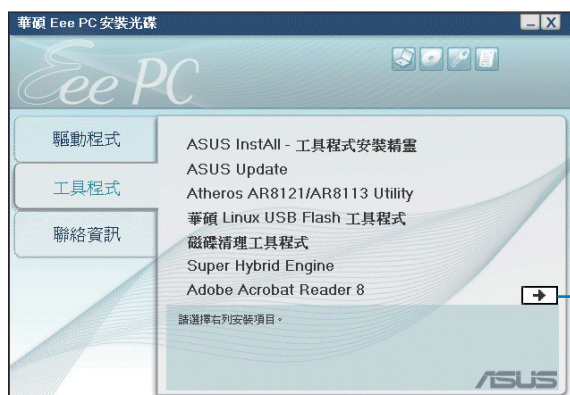 華碩 Eee PC 安裝光碟
Eee PC
驅動程式
工具程式
聯絡資訊
ASUS InstAll - 工具程式安裝精靈
ASUS Update
Atheros AR8121/AR8113 Utility
華碩 Linux USB Flash 工具程式
磁碟清理工具程式
Super Hybrid Engine
Adobe Acrobat Reader 8
請選擇右列安裝項目。
ASUS